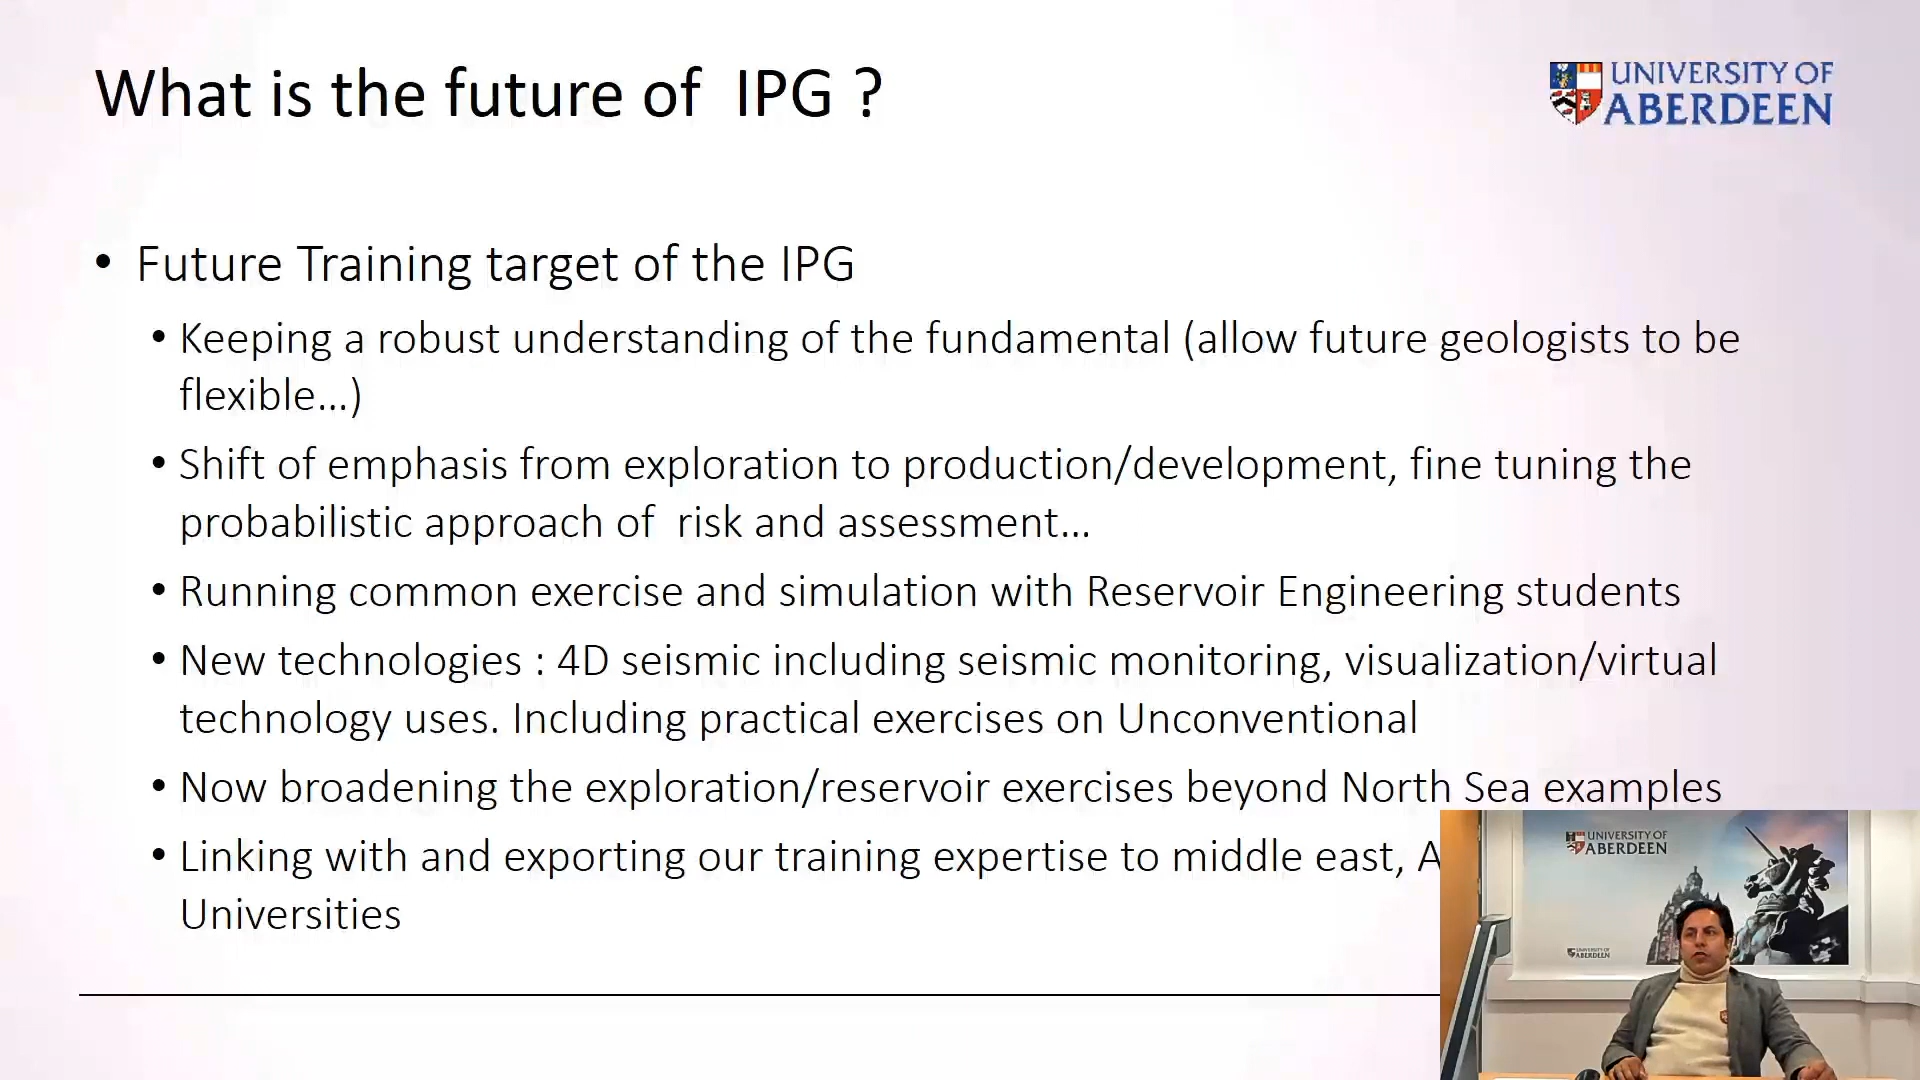 What is the future of IPG ?
UNIVERSITY OF
ABERDEEN
• Future Training target of the IPG
• Keeping a robust understanding of the fundamental (allow future geologists to be
flexible...)
• Shift of emphasis from exploration to production/development, fine tuning the
probabilistic approach of risk and assessment...
• Running common exercise and simulation with Reservoir Engineering students
• New technologies : 4D seismic including seismic monitoring, visualization/virtual
technology uses. Including practical exercises on Unconventional
• Now broadening the exploration/reservoir exercises beyond North Sea examples
• Linking with and exporting our training expertise to middle east,
Universities
UNIVERSITY OF
ABERDEEN
UNIVERSITY OF
ABERDEEN